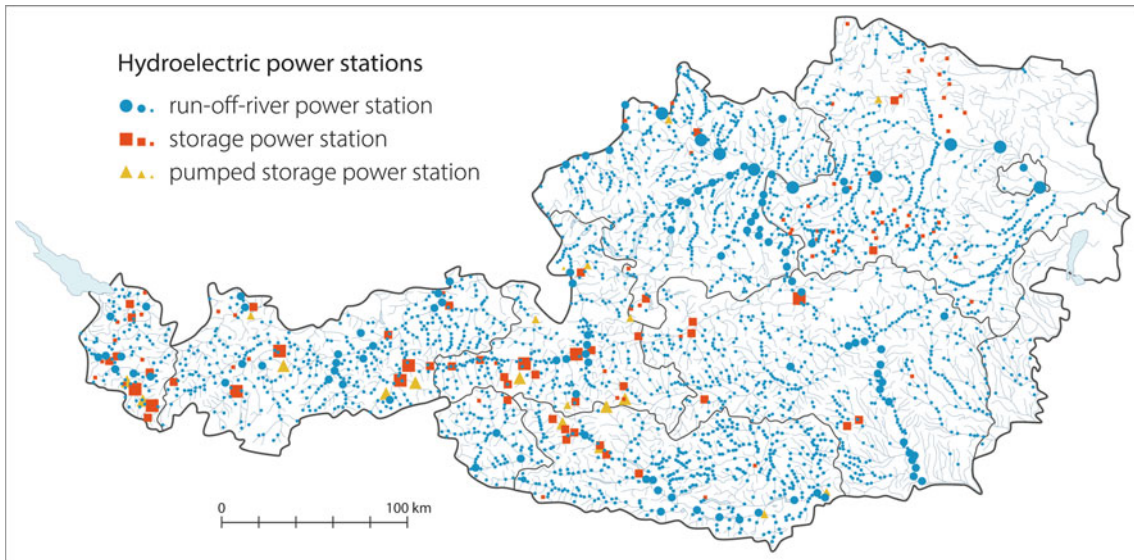 Hydroelectric power stations
run-off-river power station
storage power station
pumped storage power station
0 100 km